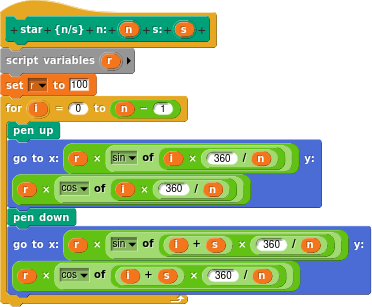 + star + {n/s} + n: + n + s: + s +
script variables r
set r to 100
for i = 0 to n − 1
pen up
go to x: r × sin of i × 360 / n y:
r × cos of i × 360 / n
pen down
go to x: r × sin of i + s × 360 / n y:
r × cos of i + s × 360 / n